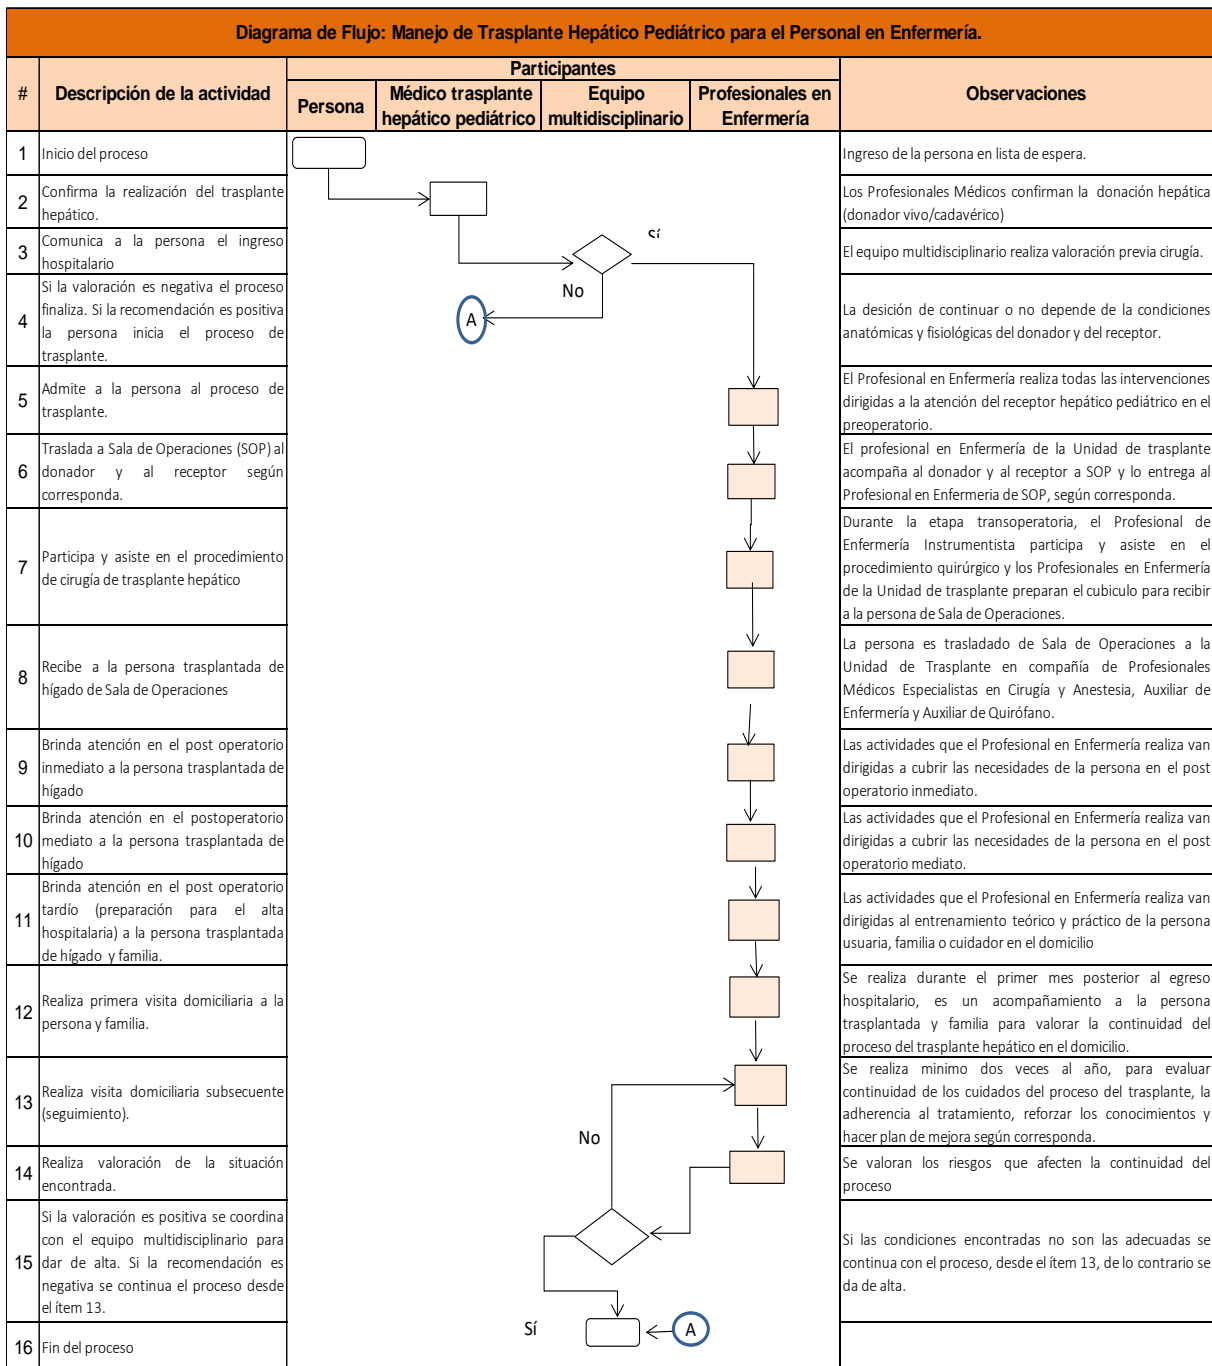 Diagrama de Flujo: Manejo de Trasplante Hepático Pediátrico para el Personal en Enfermería.
#
Descripción de la actividad
Participantes
Persona
Médico trasplante
hepático pediátrico
Equipo
multidisciplinario
Profesionales en
Enfermería
Observaciones
1
Inicio del proceso
Ingreso de la persona en lista de espera.
2
Confirma la realización del trasplante
hepático.
Los Profesionales Médicos confirman la donación hepática
(donador vivo/cadavérico)
3
Comunica a la persona el ingreso
hospitalario
Sí
El equipo multidisciplinario realiza valoración previa cirugía.
4
Si la valoración es negativa el proceso
finaliza. Si la recomendación es positiva
la persona inicia el proceso de
trasplante.
No
A
La desición de continuar o no depende de la condiciones
anatómicas y fisiológicas del donador y del receptor.
5
Admite a la persona al proceso de
trasplante.
El Profesional en Enfermería realiza todas las intervenciones
dirigidas a la atención del receptor hepático pediátrico en el
preoperatorio.
6
Traslada a Sala de Operaciones (SOP) al
donador y al receptor según
corresponda.
El profesional en Enfermería de la Unidad de trasplante
acompaña al donador y al receptor a SOP y lo entrega al
Profesional en Enfermeria de SOP, según corresponda.
7
Participa y asiste en el procedimiento
de cirugía de trasplante hepático
Durante la etapa transoperatoria, el Profesional de
Enfermería Instrumentista participa y asiste en el
procedimiento quirúrgico y los Profesionales en Enfermería
de la Unidad de trasplante preparan el cubiculo para recibir
a la persona de Sala de Operaciones.
8
Recibe a la persona trasplantada de
hígado de Sala de Operaciones
La persona es trasladado de Sala de Operaciones a la
Unidad de Trasplante en compañía de Profesionales
Médicos Especialistas en Cirugía y Anestesia, Auxiliar de
Enfermería y Auxiliar de Quirófano.
9
Brinda atención en el post operatorio
inmediato a la persona trasplantada de
hígado
Las actividades que el Profesional en Enfermería realiza van
dirigidas a cubrir las necesidades de la persona en el post
operatorio inmediato.
10
Brinda atención en el postoperatorio
mediato a la persona trasplantada de
hígado
Las actividades que el Profesional en Enfermería realiza van
dirigidas a cubrir las necesidades de la persona en el post
operatorio mediato.
11
Brinda atención en el post operatorio
tardío (preparación para el alta
hospitalaria) a la persona trasplantada
de hígado y familia.
Las actividades que el Profesional en Enfermería realiza van
dirigidas al entrenamiento teórico y práctico de la persona
usuaria, familia o cuidador en el domicilio
12
Realiza primera visita domiciliaria a la
persona y familia.
Se realiza durante el primer mes posterior al egreso
hospitalario, es un acompañamiento a la persona
trasplantada y familia para valorar la continuidad del
proceso del trasplante hepático en el domicilio.
13
Realiza visita domiciliaria subsecuente
(seguimiento).
No
Se realiza minimo dos veces al año, para evaluar
continuidad de los cuidados del proceso del trasplante, la
adherencia al tratamiento, reforzar los conocimientos y
hacer plan de mejora según corresponda.
14
Realiza valoración de la situación
encontrada.
Se valoran los riesgos que afecten la continuidad del
proceso
15
Si la valoración es positiva se coordina
con el equipo multidisciplinario para
dar de alta. Si la recomendación es
negativa se continua el proceso desde
el ítem 13.
Si las condiciones encontradas no son las adecuadas se
continua con el proceso, desde el ítem 13, de lo contrario se
da de alta.
Sí
A
16
Fin del proceso